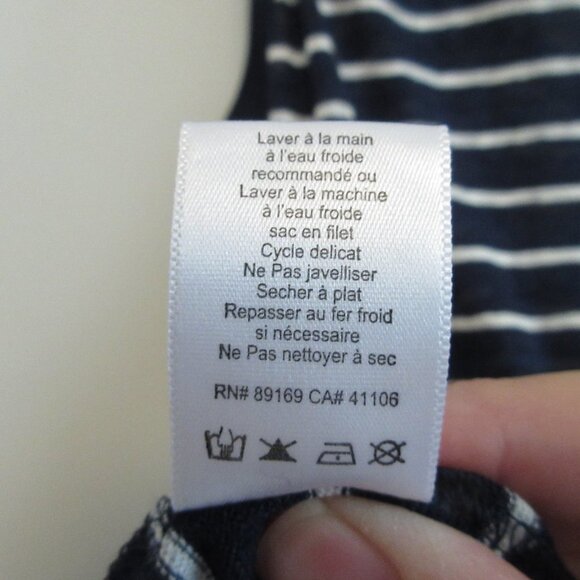 Laver à la main
à l'eau froide
recommandé ou
Laver à la machine
à l'eau froide
sac en filet
Cycle delicat
Ne Pas javelliser
Secher à plat
Repasser au fer froid
si nécessaire
Ne Pas nettoyer à sec
RN# 89169 CA# 41106